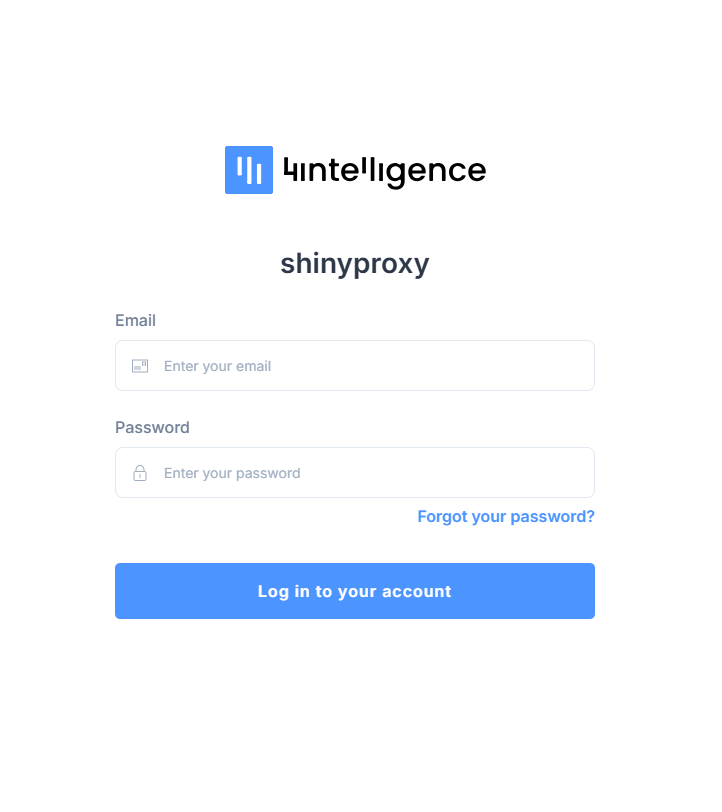 4intelligence
shinyproxy
Email
Enter your email
Password
Enter your password
Forgot your password?
Log in to your account